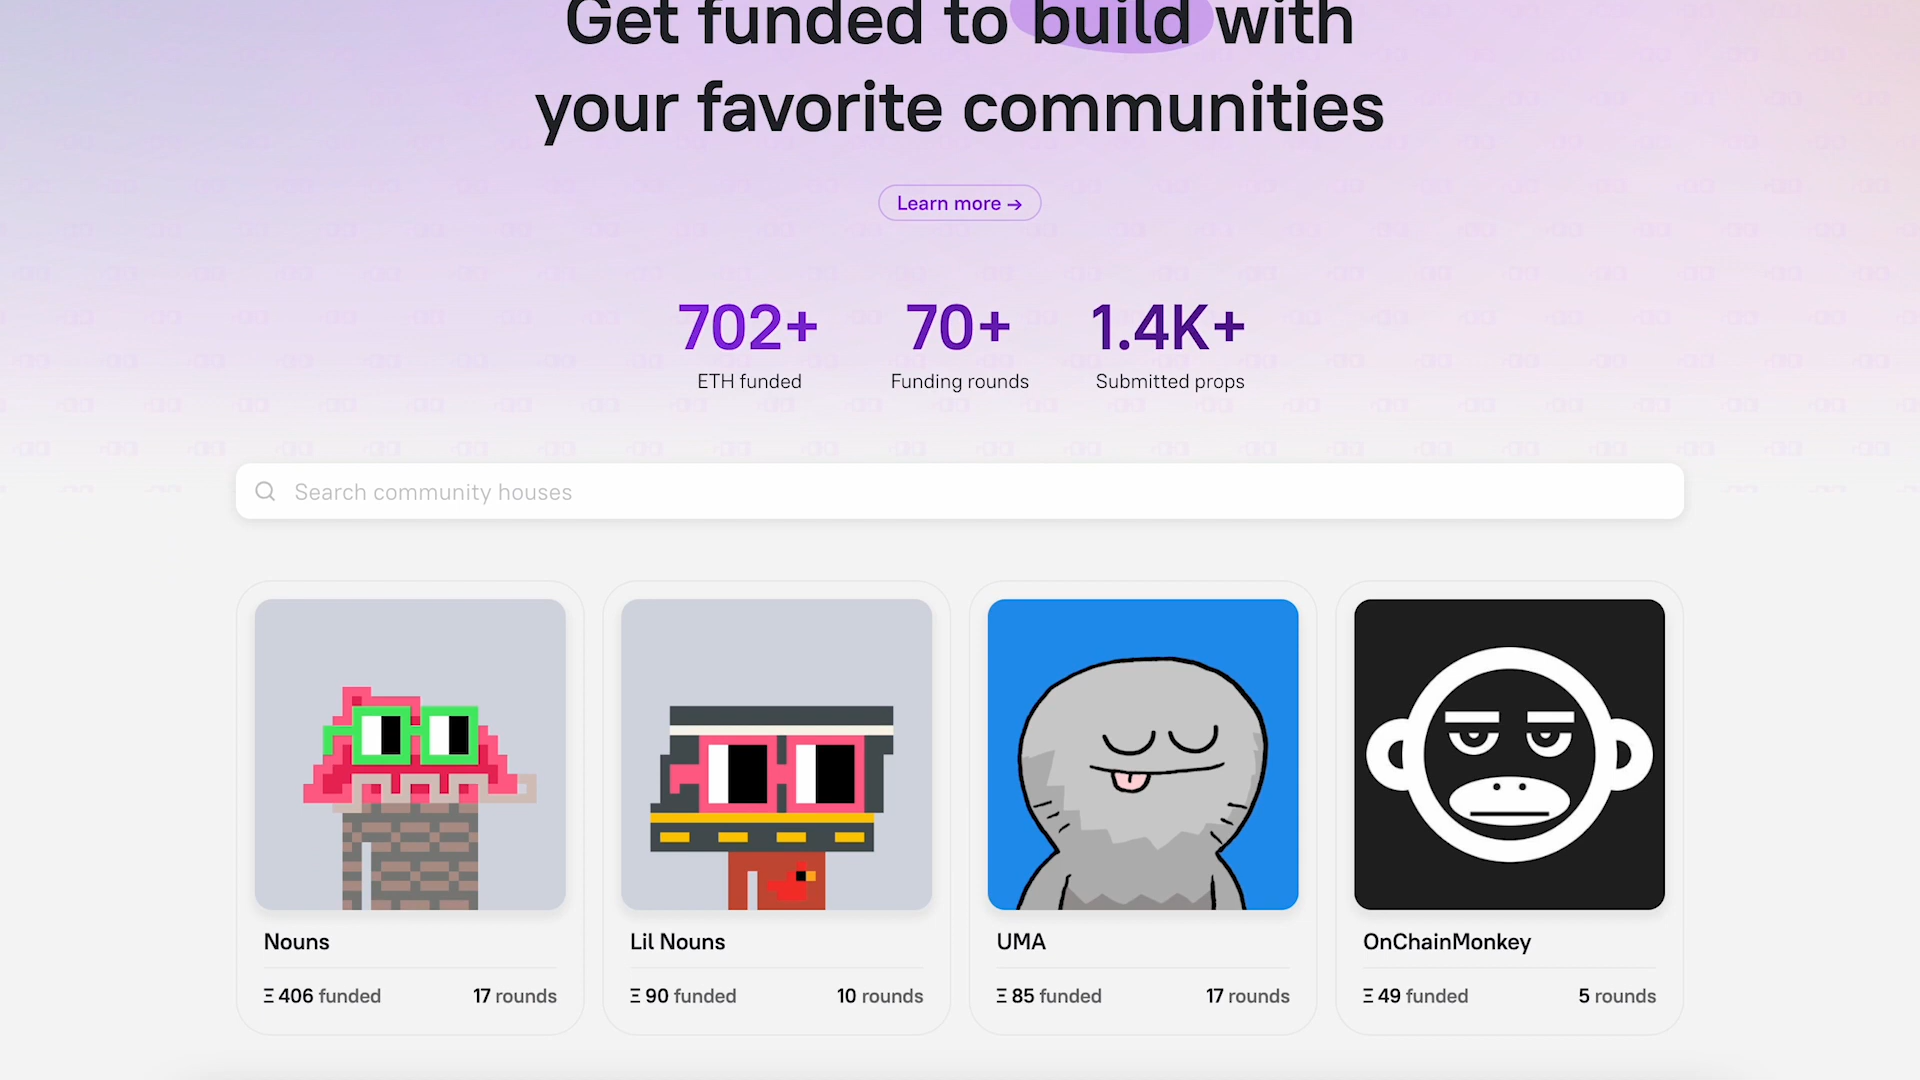 Get funded to build with
your favorite communities
Learn more →
702+ 70+ 1.4K+
ETH funded Funding rounds Submitted props
Search community houses
Nouns
Ξ 406 funded 17 rounds
Lil Nouns
Ξ 90 funded 10 rounds
UMA
Ξ 85 funded 17 rounds
OnChainMonkey
Ξ 49 funded 5 rounds